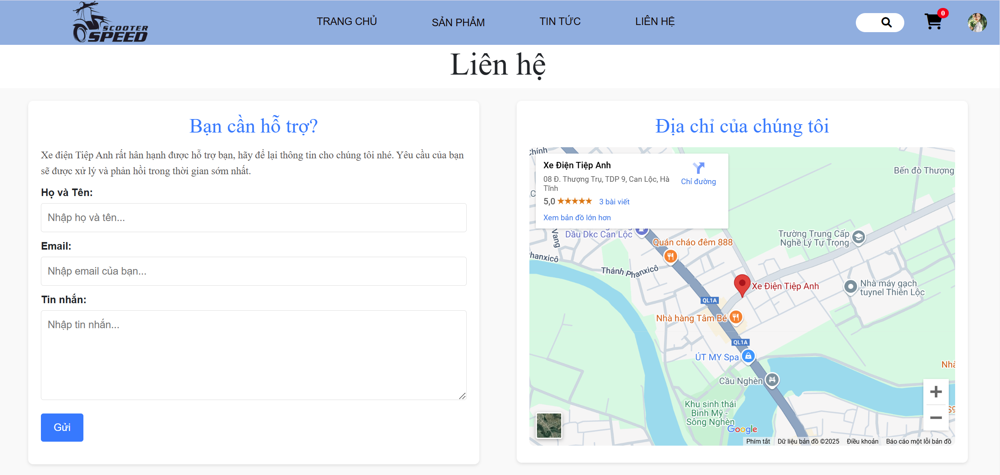 SCOOTER
SPEED
TRANG CHỦ
SẢN PHẨM
TIN TỨC
LIÊN HỆ
0
Liên hệ
Bạn cần hỗ trợ?
Xe điện Tiệp Anh rất hân hạnh được hỗ trợ bạn, hãy để lại thông tin cho chúng tôi nhé. Yêu cầu của bạn
sẽ được xử lý và phản hồi trong thời gian sớm nhất.
Họ và Tên:
Nhập họ và tên...
Email:
Nhập email của bạn...
Tin nhắn:
Nhập tin nhắn...
Gửi
Địa chỉ của chúng tôi
Chính
Xe Điện Tiệp Anh
08 Đ. Thượng Trụ, TDP 9, Can Lộc, Hà
Tĩnh
5,0
3 bài viết
Xem bản đồ lớn hơn
Chỉ đường
Bến đò Thượng
Vang
Dầu Dkc Can Lộc
Quán cháo đêm 888
Trường Trung Cấp
Nghề Lý Tự Trọng
Phanxicô
Thánh Phanxicô
Xe Điện Tiệp Anh
Nhà máy gạch
tuynel Thiên Lộc
QL1A
Nhà hàng Tâm Bé
QL1A
ÚT MY Spa
Nhà
Cầu Nghèn
Khu sinh thái
Bình Mỹ -
Sông Nghèn
Google
Phím tắt
Dữ liệu bản đồ ©2025
Điều khoản
Báo cáo một lỗi bản đồ